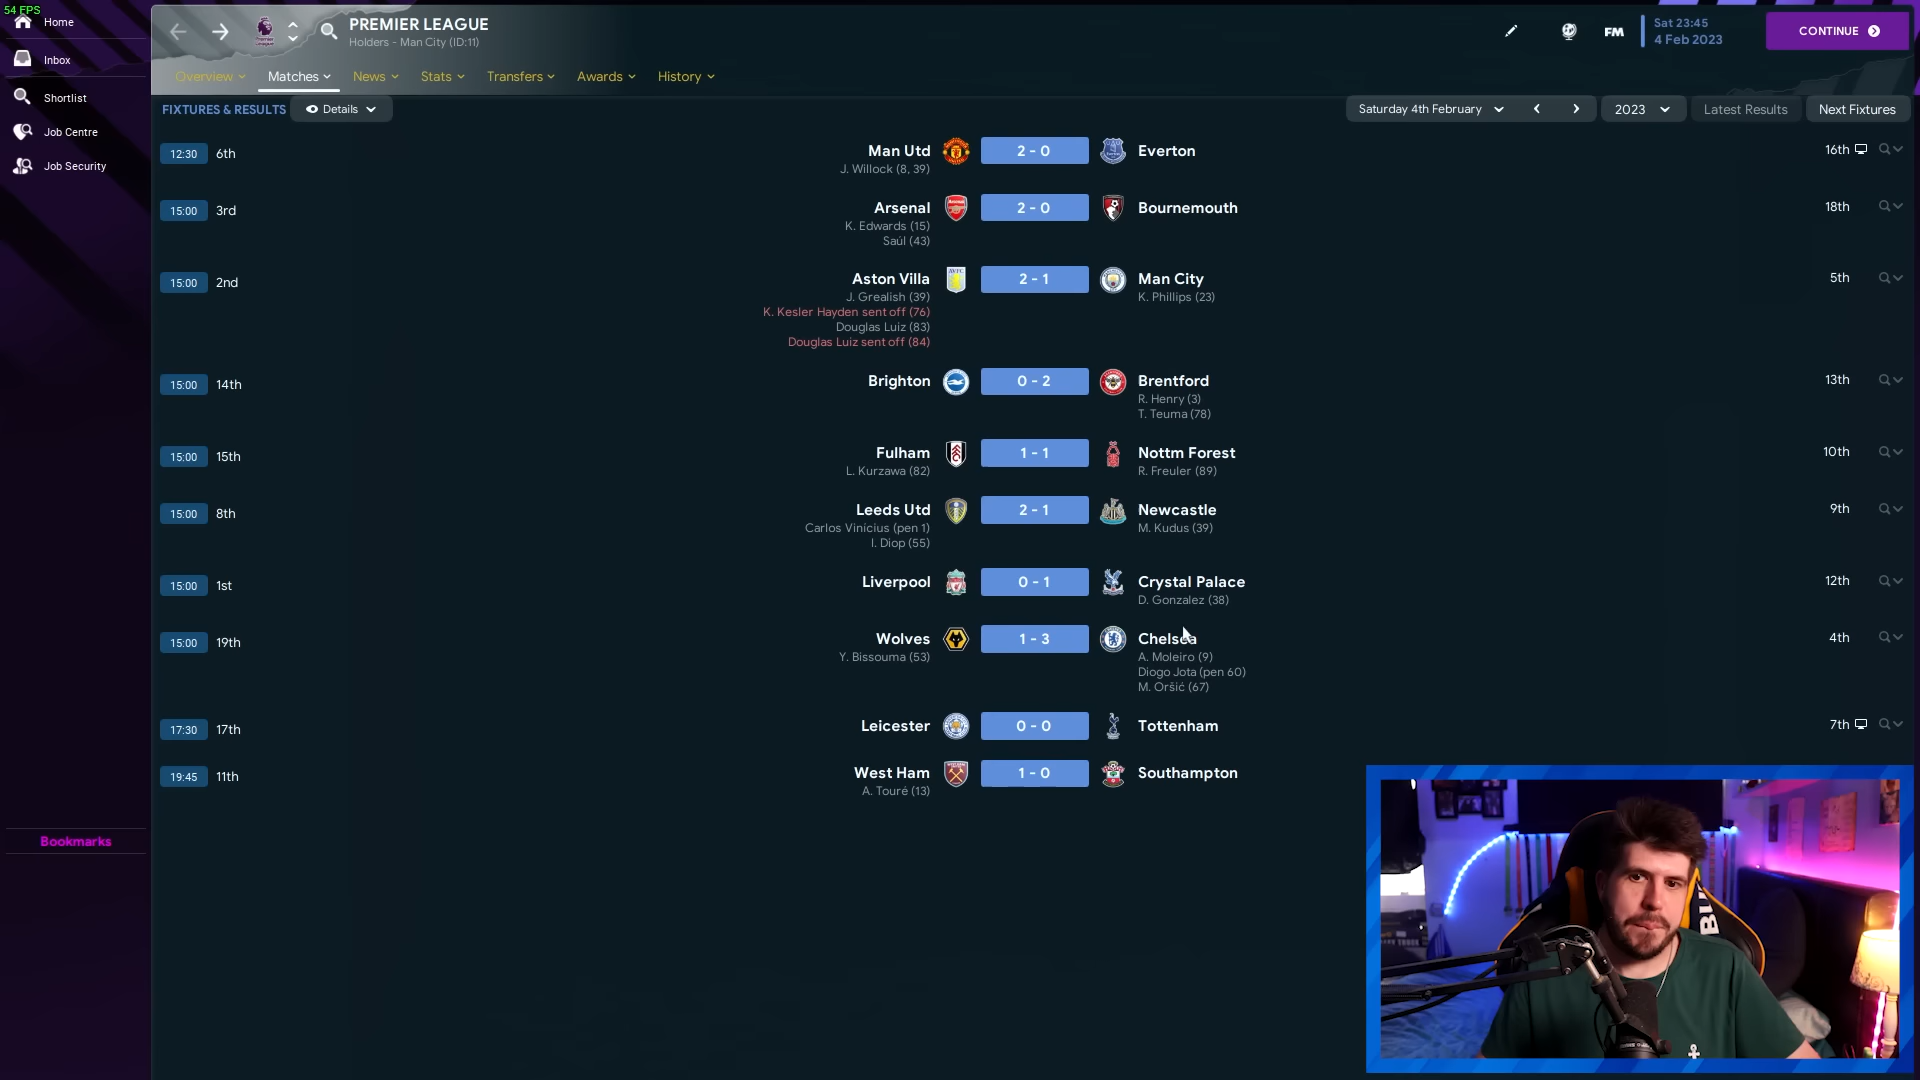 54 FPS
Home
PREMIER LEAGUE
Holders - Man City (ID:11)
FM
Sat 23:45
4 Feb 2023
CONTINUE
Inbox
Shortlist
Job Centre
Job Security
Bookmarks
Overview
Matches
News
Stats
Transfers
Awards
History
FIXTURES & RESULTS
Details
Saturday 4th February
2023
Latest Results
Next Fixtures
12:30 6th Man Utd 2 - 0 Everton 16th
J. Willock (8, 39)
15:00 3rd Arsenal 2 - 0 Bournemouth 18th
K. Edwards (15)
Saúl (43)
15:00 2nd Aston Villa 2 - 1 Man City 5th
J. Grealish (39) K. Phillips (23)
K. Kesler Hayden sent off (76)
Douglas Luiz (83)
Douglas Luiz sent off (84)
15:00 14th Brighton 0 - 2 Brentford 13th
R. Henry (3)
T. Teuma (78)
15:00 15th Fulham 1 - 1 Nottm Forest 10th
L. Kurzawa (82) R. Freuler (89)
15:00 8th Leeds Utd 2 - 1 Newcastle 9th
Carlos Vinícius (pen 1) M. Kudus (39)
I. Diop (55)
15:00 1st Liverpool 0 - 1 Crystal Palace 12th
D. Gonzalez (38)
15:00 19th Wolves 1 - 3 Chelsea 4th
Y. Bissouma (53) A. Moleiro (9)
Diogo Jota (pen 60)
M. Oršić (67)
17:30 17th Leicester 0 - 0 Tottenham 7th
19:45 11th West Ham 1 - 0 Southampton
A. Touré (13)